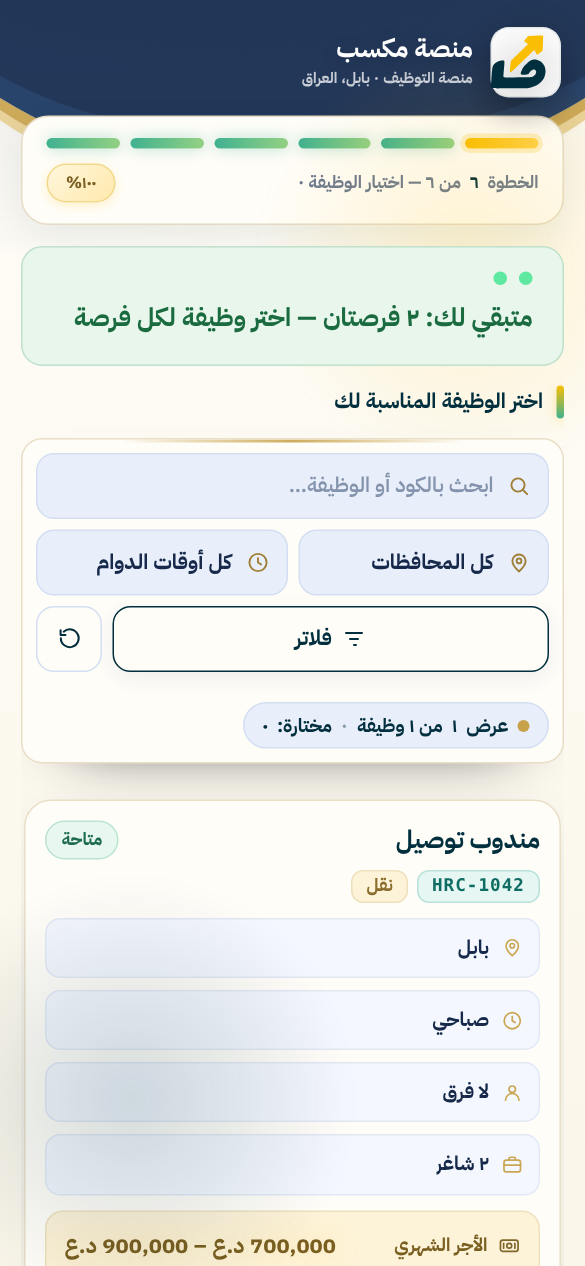 منصة مكسب
منصة التوظيف · بابل، العراق
الخطوة ٦ من ٦ — اختيار الوظيفة ·
١٠٠%
متبقي لك: ٢ فرصتان — اختر وظيفة لكل فرصة
اختر الوظيفة المناسبة لك
ابحث بالكود أو الوظيفة...
كل المحافظات
كل أوقات الدوام
فلاتر
عرض ١ من ١ وظيفة · مختارة: ٠
مندوب توصيل
متاحة
HRC-1042
نقل
بابل
صباحي
لا فرق
٢ شاغر
الأجر الشهري
700,000 د.ع – 900,000 د.ع